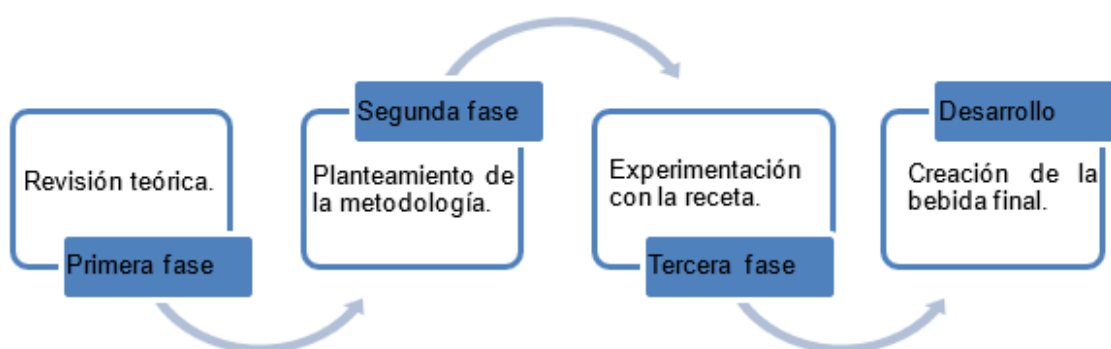 Revisión teórica.
Primera fase
Segunda fase
Planteamiento de
la metodología.
Experimentación
con la receta.
Tercera fase
Desarrollo
Creación de la
bebida final.